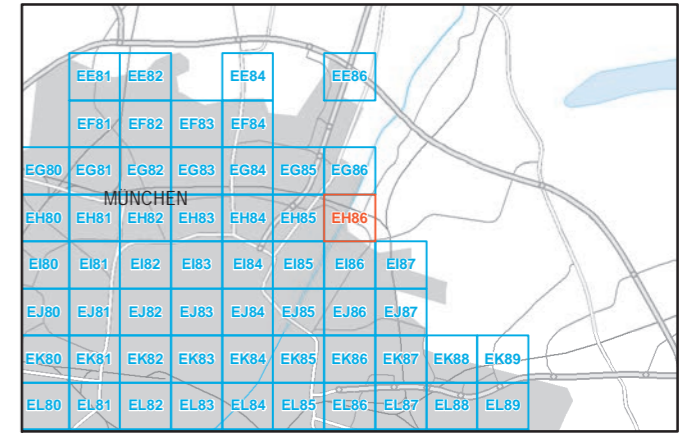 EE81 EE82 EE84 EE86
EF81 EF82 EF83 EF84
EG80 EG81 EG82 EG83 EG84 EG85 EG86
MÜNCHEN
EH80 EH81 EH82 EH83 EH84 EH85 EH86
EI80 EI81 EI82 EI83 EI84 EI85 EI86 EI87
EJ80 EJ81 EJ82 EJ83 EJ84 EJ85 EJ86 EJ87
EK80 EK81 EK82 EK83 EK84 EK85 EK86 EK87 EK88 EK89
EL80 EL81 EL82 EL83 EL84 EL85 EL86 EL87 EL88 EL89